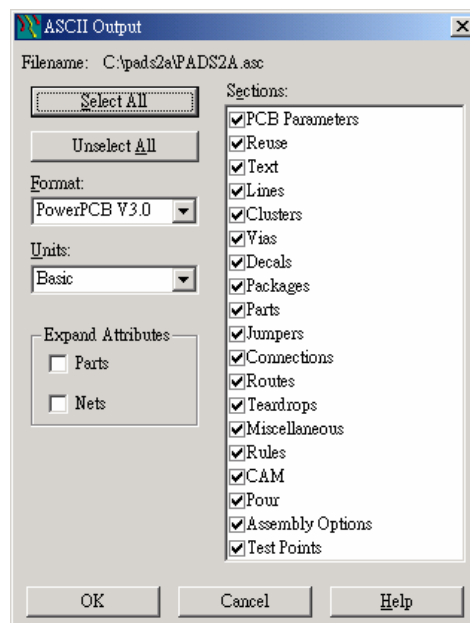 ASCII Output
Filename: C:\pads2a\PADS2A.asc
Select All
Unselect All
Format:
PowerPCB V3.0
Units:
Basic
Expand Attributes
Parts
Nets
Sections:
PCB Parameters
Reuse
Text
Lines
Clusters
Vias
Decals
Packages
Parts
Jumpers
Connections
Routes
Teardrops
Miscellaneous
Rules
CAM
Pour
Assembly Options
Test Points
OK
Cancel
Help